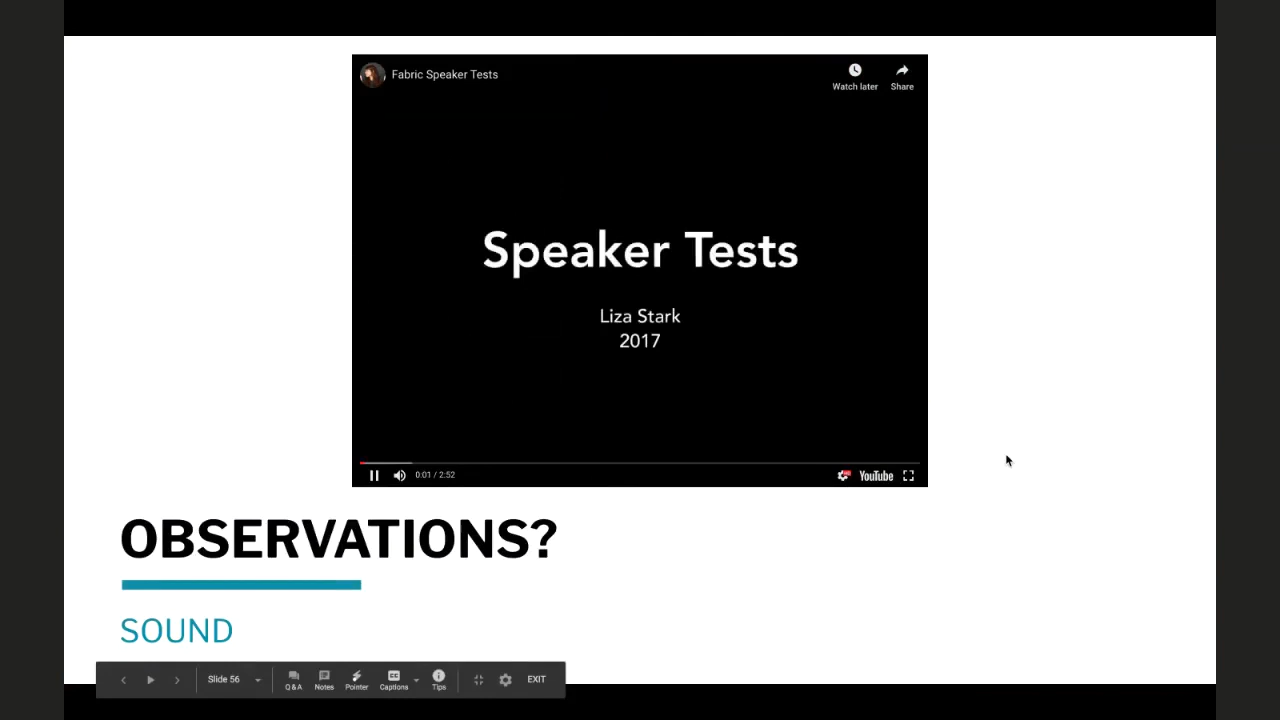 Fabric Speaker Tests
Watch later
Share
Speaker Tests
Liza Stark
2017
0:01 / 2:52
YouTube
OBSERVATIONS?
SOUND
Slide 56
Q&A
Notes
Pointer
CC
Captions
Tips
EXIT